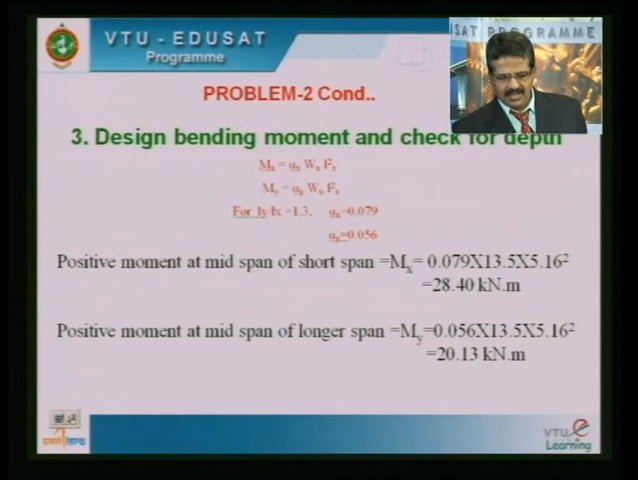 VTU - EDUSAT
Programme
SAT PROGRAMME
PROBLEM-2 Cond..
3. Design bending moment and check for depth
Mx = αx Wu l²x
My = αy Wu l²x
For ly/lx =1.3, αx=0.079
αy=0.056
Positive moment at mid span of short span =Mx= 0.079X13.5X5.16²
=28.40 kN.m
Positive moment at mid span of longer span =My=0.056X13.5X5.16²
=20.13 kN.m
VTU e
Learning